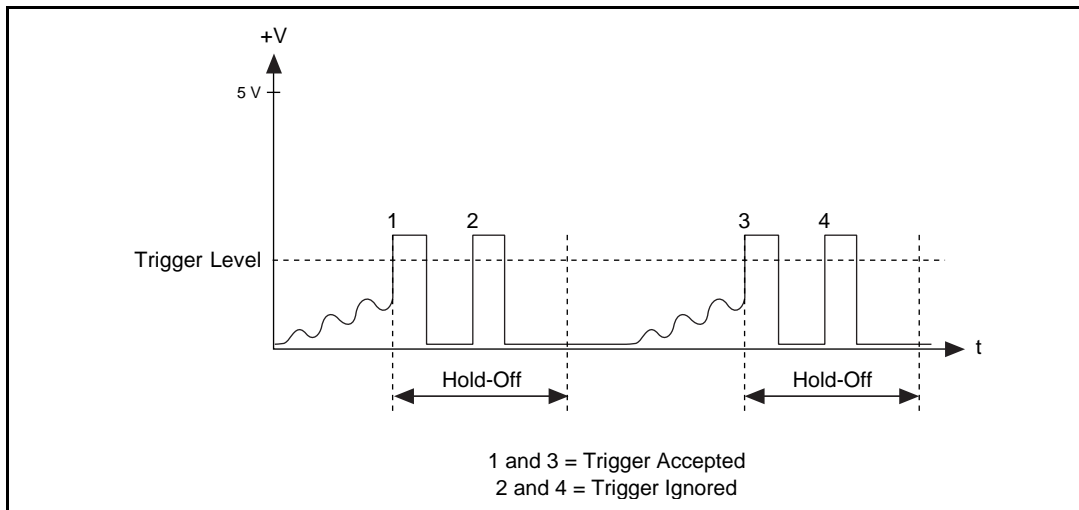 +V
5 V
1 2 3 4
Trigger Level
t
Hold-Off Hold-Off
1 and 3 = Trigger Accepted
2 and 4 = Trigger Ignored